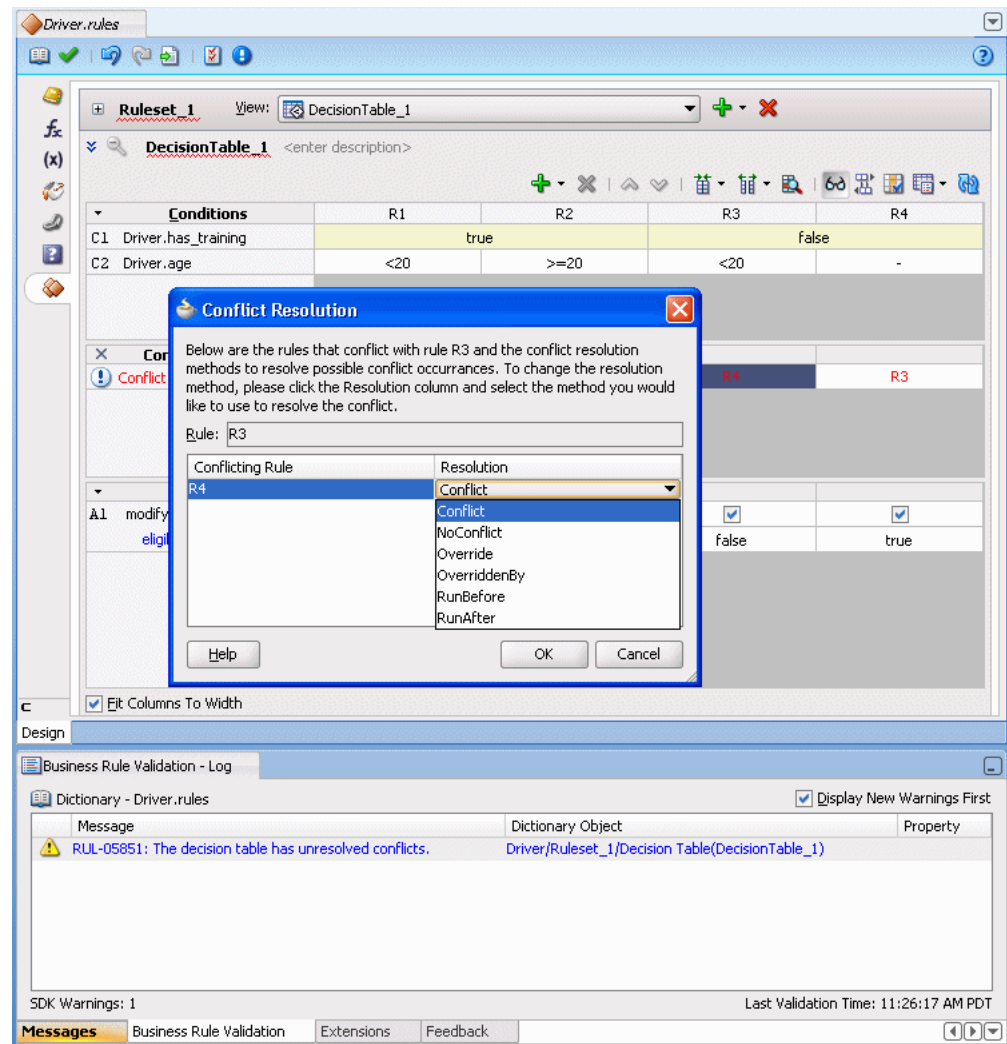 Driver.rules
Ruleset_1 View: DecisionTable_1
fx
DecisionTable_1 <enter description>
(x)
Conditions R1 R2 R3 R4
C1 Driver.has_training true false
C2 Driver.age <20 >=20 <20 -
Conflict Resolution
Below are the rules that conflict with rule R3 and the conflict resolution
methods to resolve possible conflict occurrances. To change the resolution
method, please click the Resolution column and select the method you would
like to use to resolve the conflict.
Con
Conflict R4 R3
Rule: R3
Conflicting Rule Resolution
R4 Conflict
Conflict
NoConflict
Override
OverriddenBy
RunBefore
RunAfter
A1 modify
eligil false true
Help OK Cancel
Fit Columns To Width
Design
Business Rule Validation - Log
Dictionary - Driver.rules Display New Warnings First
Message Dictionary Object Property
RUL-05851: The decision table has unresolved conflicts. Driver/Ruleset_1/Decision Table(DecisionTable_1)
SDK Warnings: 1 Last Validation Time: 11:26:17 AM PDT
Messages Business Rule Validation Extensions Feedback